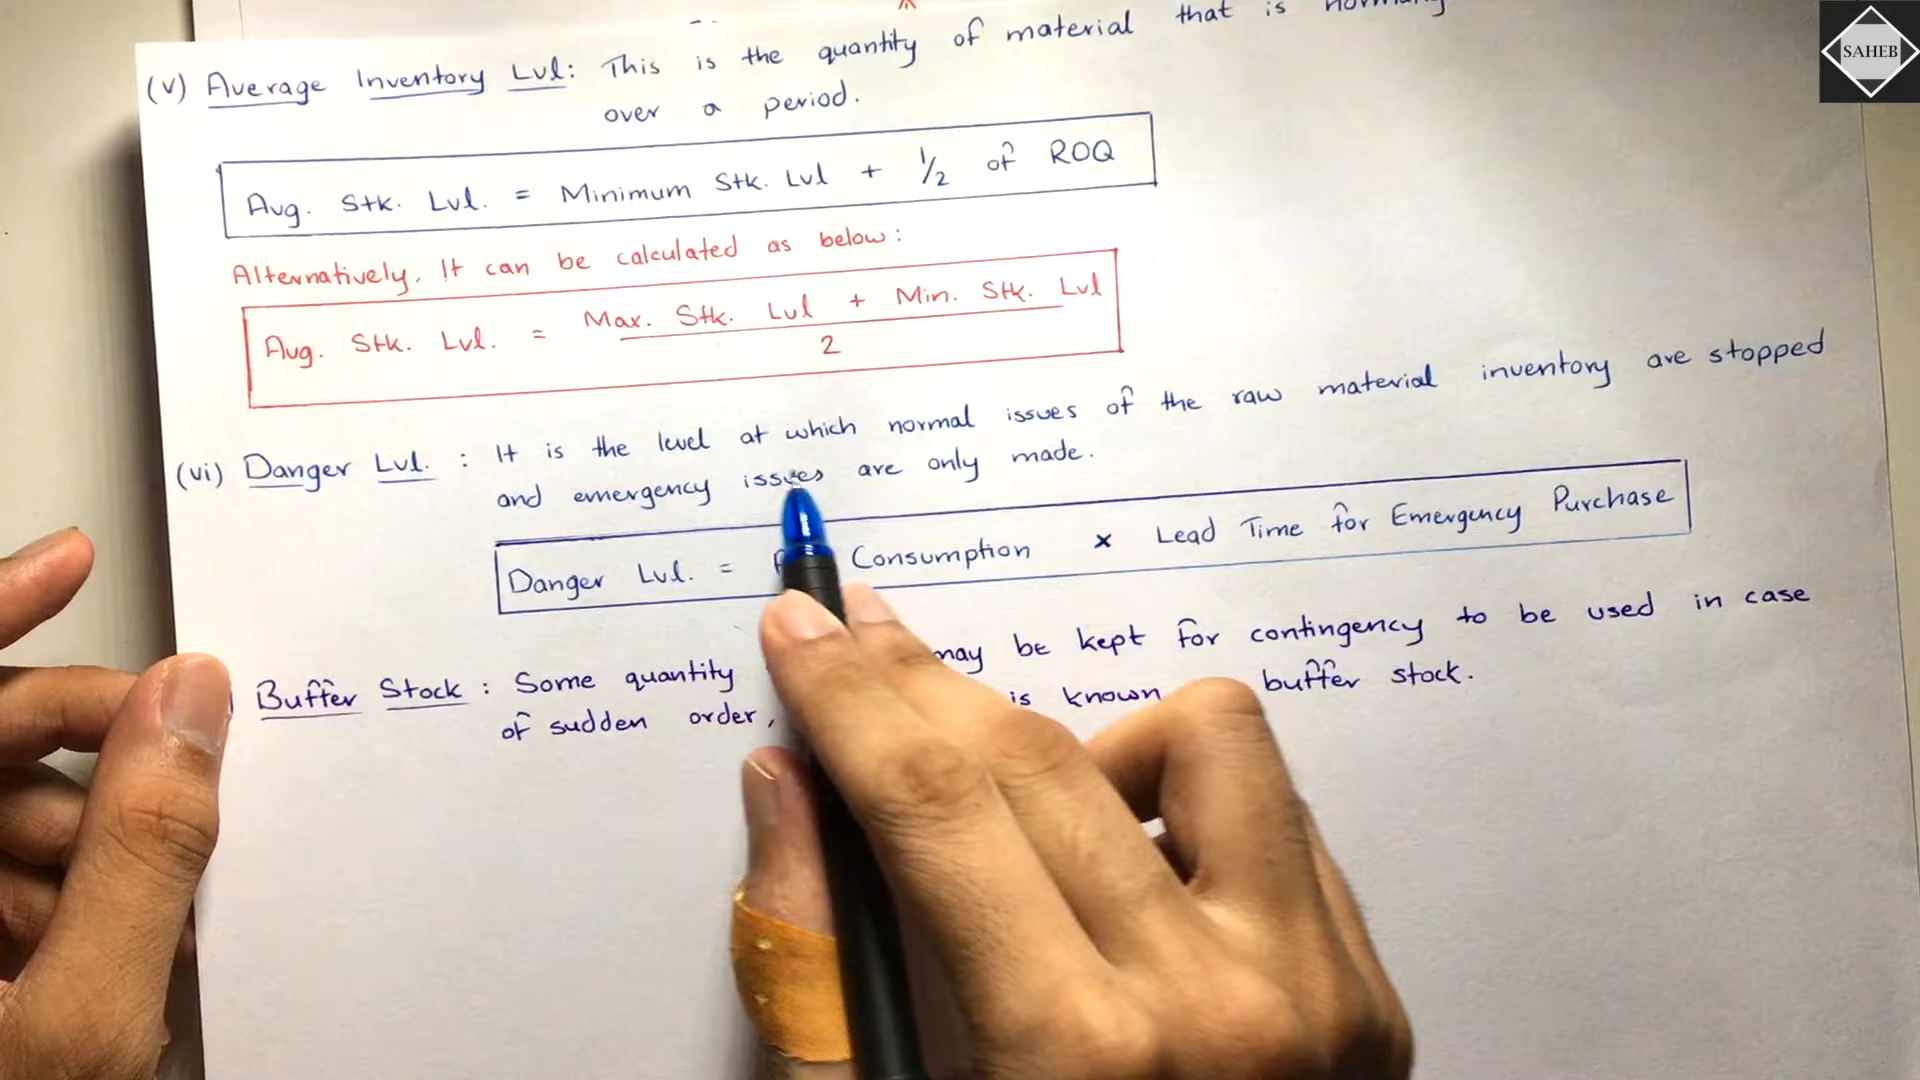 (v) Average Inventory Lvl: This is the quantity of material that is
over a period.
Avg. Stk. Lvl. = Minimum Stk. Lvl + 1/2 of ROQ
Alternatively, It can be calculated as below:
Avg. Stk. Lvl. = Max. Stk. Lvl + Min. Stk. Lvl
2
(vi) Danger Lvl. : It is the level at which normal issues of the raw material inventory are stopped
and emergency issues are only made.
Danger Lvl. = Consumption × Lead Time for Emergency Purchase
Buffer Stock : Some quantity may be kept for contingency to be used in case
of sudden order, is known buffer stock.
SAHEB